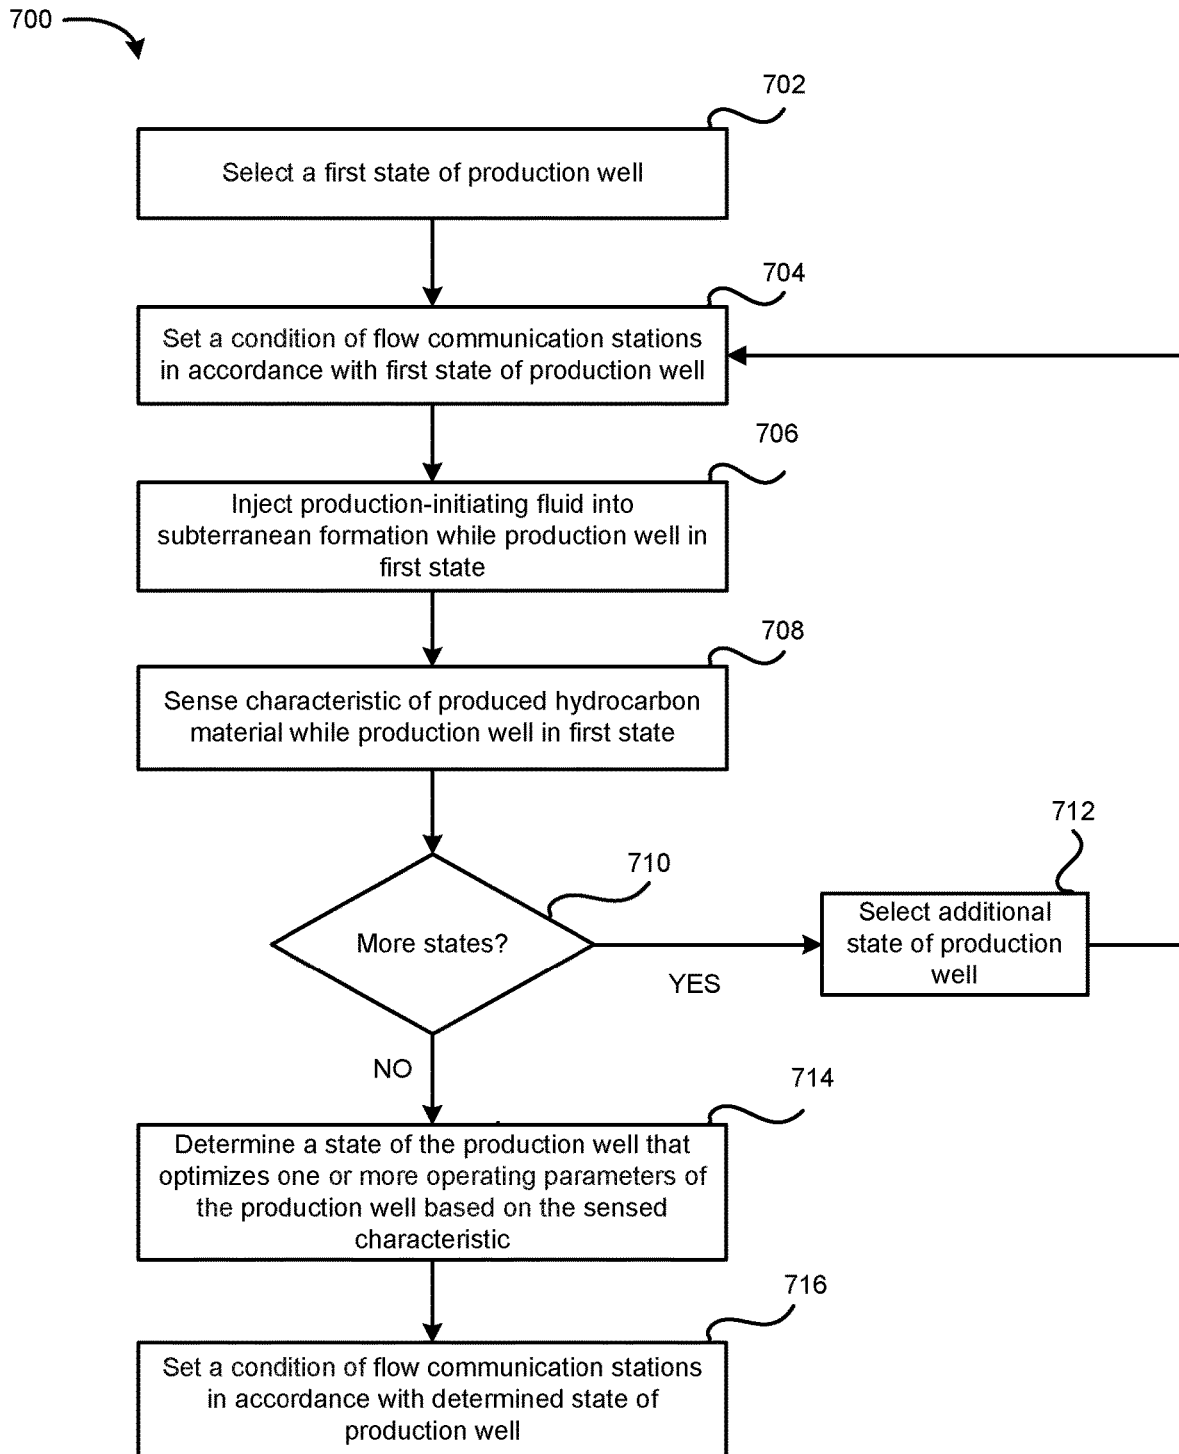 700
702
Select a first state of production well
704
Set a condition of flow communication stations
in accordance with first state of production well
706
Inject production-initiating fluid into
subterranean formation while production well in
first state
708
Sense characteristic of produced hydrocarbon
material while production well in first state
710
More states?
YES
712
Select additional
state of production
well
NO
714
Determine a state of the production well that
optimizes one or more operating parameters of
the production well based on the sensed
characteristic
716
Set a condition of flow communication stations
in accordance with determined state of
production well